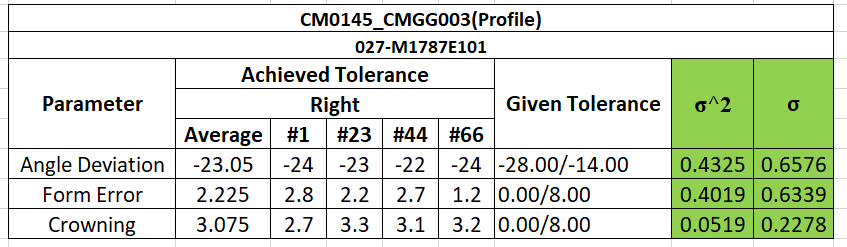 CM0145_CMGG003(Profile)
027-M1787E101
Parameter Achieved Tolerance Given Tolerance σ^2 σ
Right
Average #1 #23 #44 #66
Angle Deviation -23.05 -24 -23 -22 -24 -28.00/-14.00 0.4325 0.6576
Form Error 2.225 2.8 2.2 2.7 1.2 0.00/8.00 0.4019 0.6339
Crowning 3.075 2.7 3.3 3.1 3.2 0.00/8.00 0.0519 0.2278